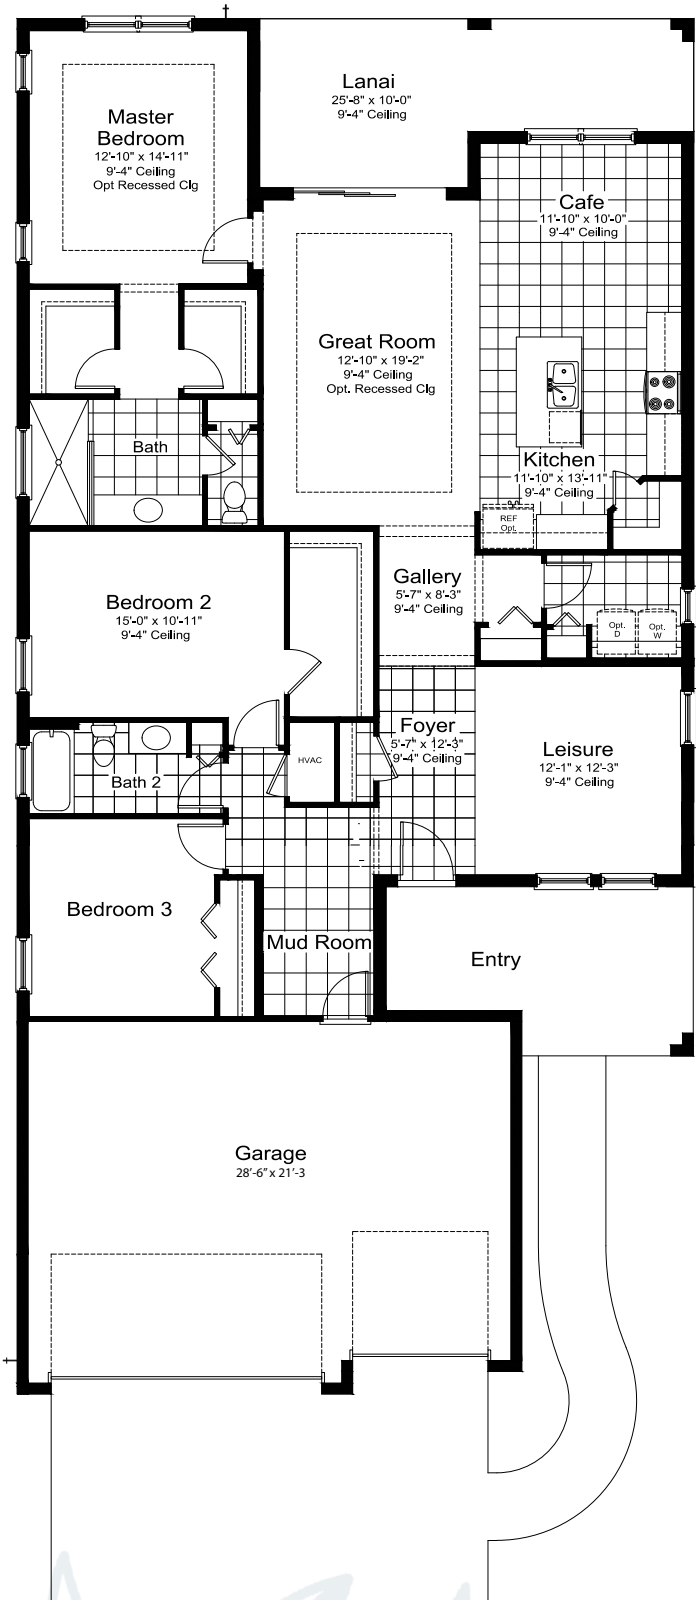 Lanai
25'-8" x 10'-0"
9'-4" Ceiling
Master
Bedroom
12'-10" x 14'-11"
9'-4" Ceiling
Opt Recessed Clg
Cafe
11'-10" x 10'-0"
9'-4" Ceiling
Great Room
12'-10" x 19'-2"
9'-4" Ceiling
Opt. Recessed Clg
Bath
Kitchen
11'-10" x 13'-11"
9'-4" Ceiling
REF
Opt.
Gallery
5'-7" x 8'-3"
9'-4" Ceiling
Bedroom 2
15'-0" x 10'-11"
9'-4" Ceiling
Opt.
D
Opt.
W
Foyer
5'-7" x 12'-3"
9'-4" Ceiling
Leisure
12'-1" x 12'-3"
9'-4" Ceiling
HVAC
Bath 2
Bedroom 3
Mud Room
Entry
Garage
28'-6" x 21'-3